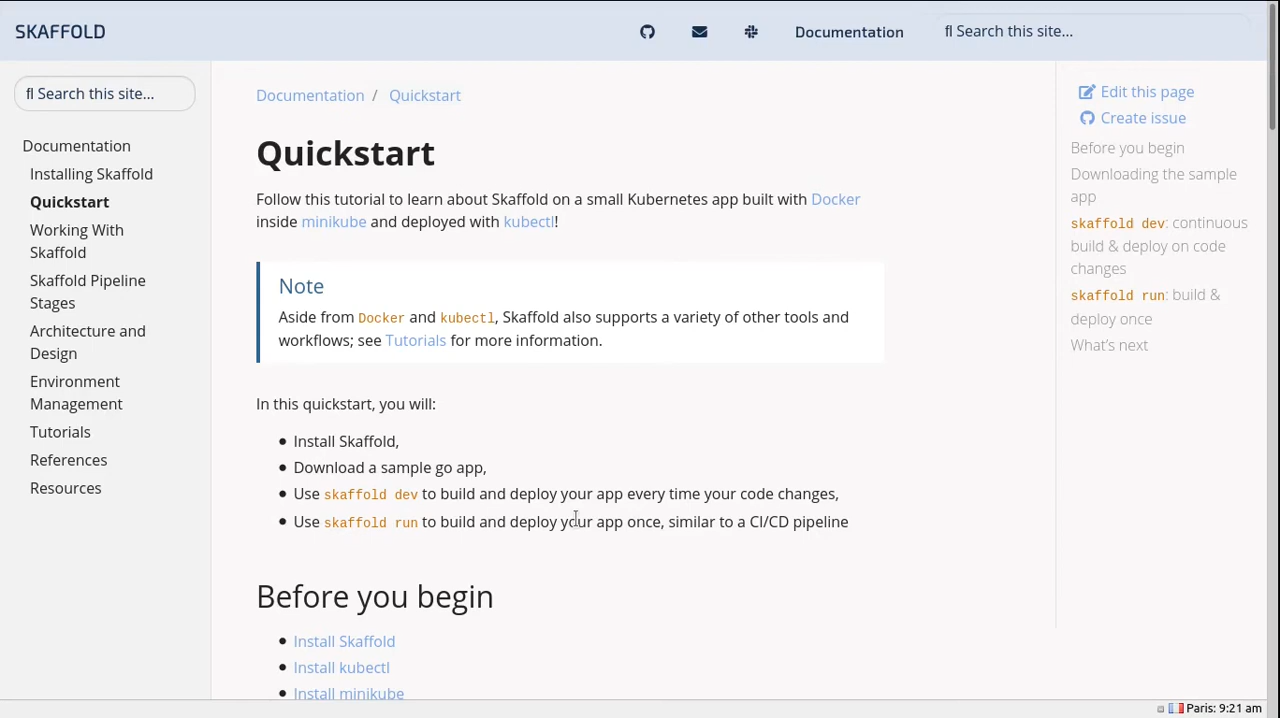 SKAFFOLD
Documentation
Search this site...
Search this site...
Documentation
Installing Skaffold
Quickstart
Working With
Skaffold
Skaffold Pipeline
Stages
Architecture and
Design
Environment
Management
Tutorials
References
Resources
Documentation / Quickstart
Quickstart
Follow this tutorial to learn about Skaffold on a small Kubernetes app built with Docker
inside minikube and deployed with kubectl!
Note
Aside from Docker and kubectl, Skaffold also supports a variety of other tools and
workflows; see Tutorials for more information.
In this quickstart, you will:
Install Skaffold,
Download a sample go app,
Use skaffold dev to build and deploy your app every time your code changes,
Use skaffold run to build and deploy your app once, similar to a CI/CD pipeline
Before you begin
Install Skaffold
Install kubectl
Install minikube
Edit this page
Create issue
Before you begin
Downloading the sample
app
skaffold dev: continuous
build & deploy on code
changes
skaffold run: build &
deploy once
What's next
Paris: 9:21 am